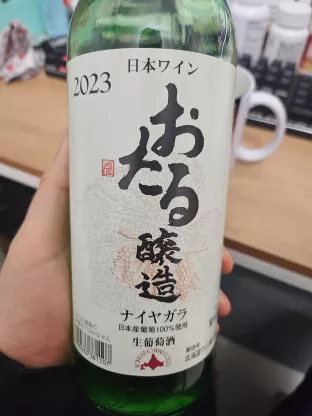 日本ワイン
2023
おたる
醸造
ナイヤガラ
日本産葡萄100%使用
生葡萄酒